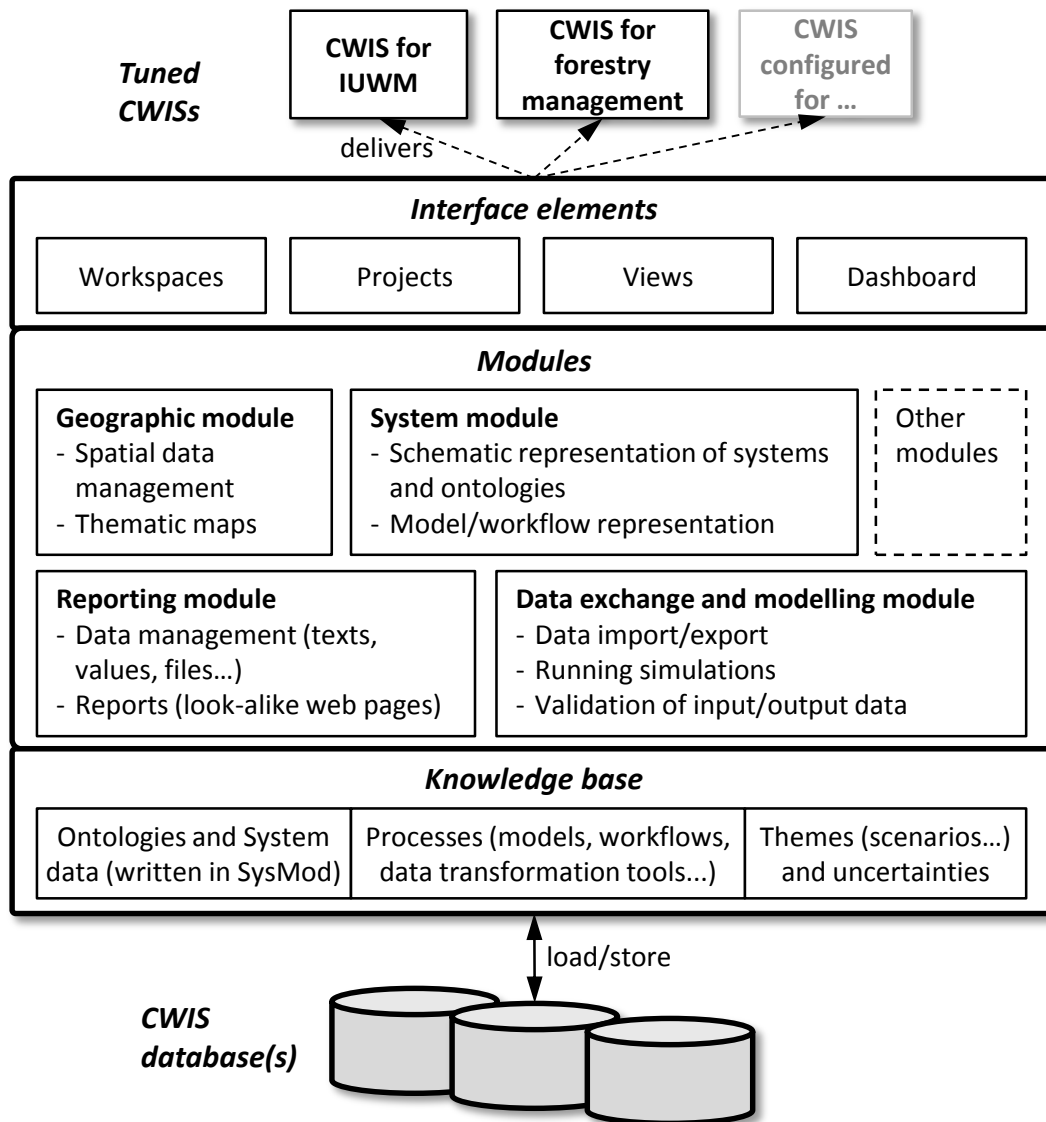 Tuned
CWISs
CWIS for
IUWM
CWIS for
forestry
management
CWIS
configured
for ...
delivers
Interface elements
Workspaces
Projects
Views
Dashboard
Modules
Geographic module
- Spatial data
management
- Thematic maps
System module
- Schematic representation of systems
and ontologies
- Model/workflow representation
Other
modules
Reporting module
- Data management (texts,
values, files...)
- Reports (look-alike web pages)
Data exchange and modelling module
- Data import/export
- Running simulations
- Validation of input/output data
Knowledge base
Ontologies and System
data (written in SysMod)
Processes (models, workflows,
data transformation tools...)
Themes (scenarios...)
and uncertainties
load/store
CWIS
database(s)